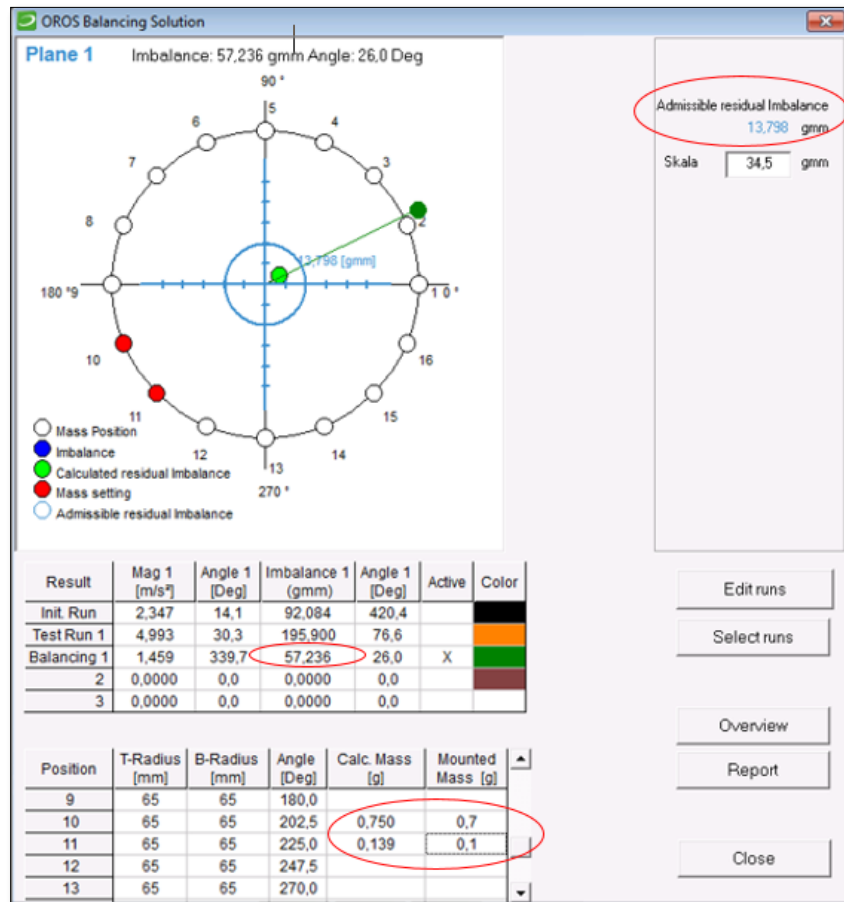 OROS Balancing Solution
Plane 1 Imbalance: 57,236 gmm Angle: 26,0 Deg
90 °
5
6 4
7 3
8 2
13,798 [gmm]
180 °9 1 0 °
10 16
11 15
12 14
13
270 °
Mass Position
Imbalance
Calculated residual Imbalance
Mass setting
Admissible residual Imbalance
Admissible residual Imbalance
13,798 gmm
Skala 34,5 gmm
Result Mag 1 [m/s²] Angle 1 [Deg] Imbalance 1 (gmm) Angle 1 [Deg] Active Color
Init. Run 2,347 14,1 92,084 420,4
Test Run 1 4,993 30,3 195,900 76,6
Balancing 1 1,459 339,7 57,236 26,0 X
2 0,0000 0,0 0,0000 0,0
3 0,0000 0,0 0,0000 0,0
Edit runs
Select runs
Overview
Report
Close
Position T-Radius [mm] B-Radius [mm] Angle [Deg] Calc. Mass [g] Mounted Mass [g]
9 65 65 180,0
10 65 65 202,5 0,750 0,7
11 65 65 225,0 0,139 0,1
12 65 65 247,5
13 65 65 270,0